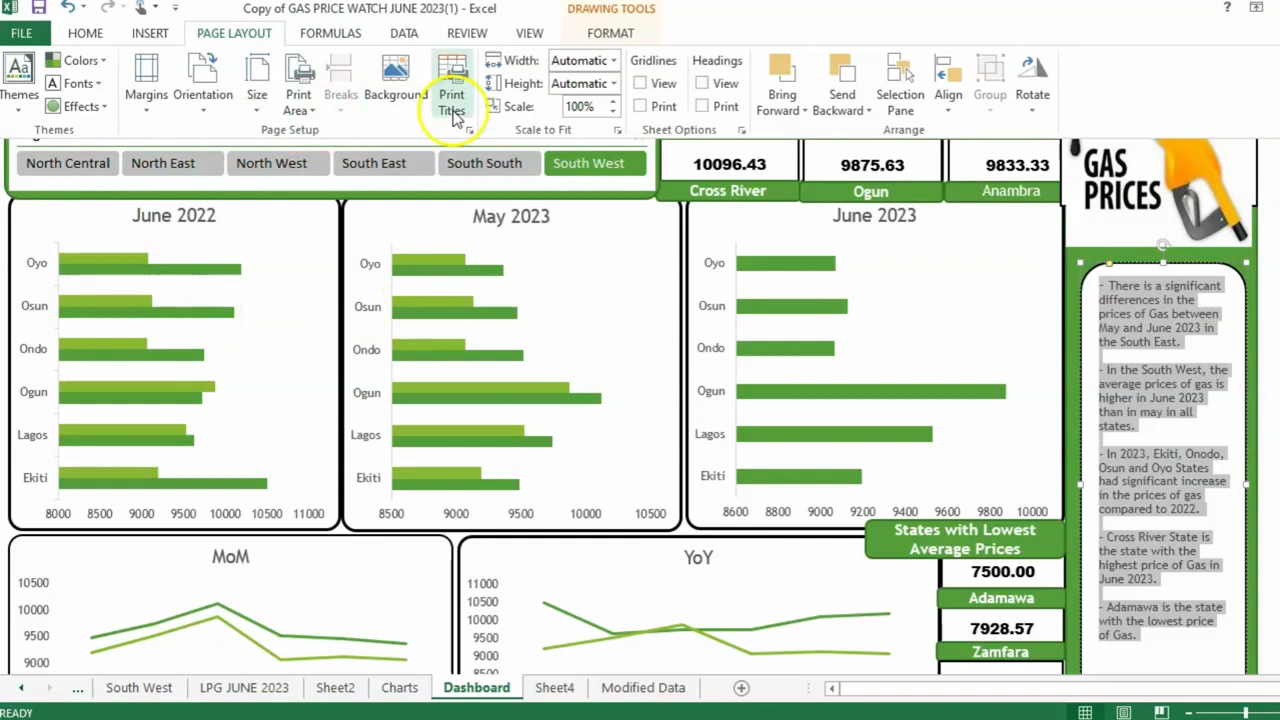 Copy of GAS PRICE WATCH JUNE 2023(1) - Excel
DRAWING TOOLS
?
FILE HOME INSERT PAGE LAYOUT FORMULAS DATA REVIEW VIEW FORMAT
Aa
Themes
Colors
Fonts
Effects
Margins
Orientation
Size
Print Area
Breaks
Background
Print Titles
Width: Automatic
Height: Automatic
Scale: 100%
Gridlines
View
Print
Headings
View
Print
Bring Forward
Send Backward
Selection Pane
Align
Group
Rotate
Themes
Page Setup
Scale to Fit
Sheet Options
Arrange
North Central
North East
North West
South East
South South
South West
10096.43
Cross River
9875.63
Ogun
9833.33
Anambra
GAS
PRICES
June 2022
Oyo
Osun
Ondo
Ogun
Lagos
Ekiti
8000 8500 9000 9500 10000 10500 11000
May 2023
Oyo
Osun
Ondo
Ogun
Lagos
Ekiti
8500 9000 9500 10000 10500
June 2023
Oyo
Osun
Ondo
Ogun
Lagos
Ekiti
8600 8800 9000 9200 9400 9600 9800 10000
- There is a significant
differences in the
prices of Gas between
May and June 2023 in
the South East.
- In the South West, the
average prices of gas is
higher in June 2023
than in may in all
states.
- In 2023, Ekiti, Onodo,
Osun and Oyo States
had significant increase
in the prices of gas
compared to 2022.
- Cross River State is
the state with the
highest price of Gas in
June 2023.
- Adamawa is the state
with the lowest price
of Gas.
MoM
10500
10000
9500
9000
YoY
11000
10500
10000
9500
9000
8500
States with Lowest
Average Prices
7500.00
Adamawa
7928.57
Zamfara
... South West LPG JUNE 2023 Sheet2 Charts Dashboard Sheet4 Modified Data
READY